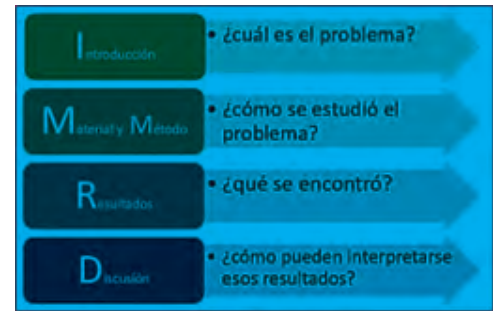 Introducción
• ¿cuál es el problema?
Material y Método
• ¿cómo se estudió el
problema?
Resultados
• ¿qué se encontró?
Discusión
• ¿cómo pueden interpretarse
esos resultados?